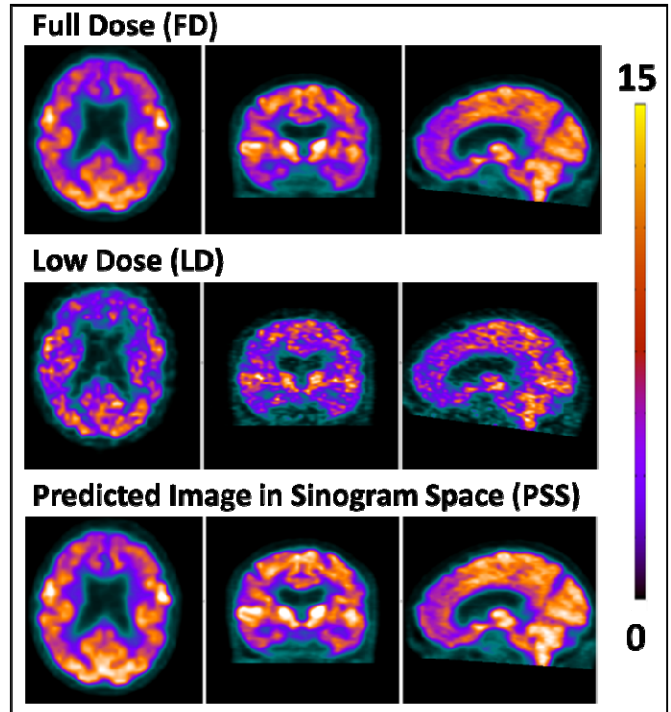 Full Dose (FD)
15
Low Dose (LD)
Predicted Image in Sinogram Space (PSS)
0